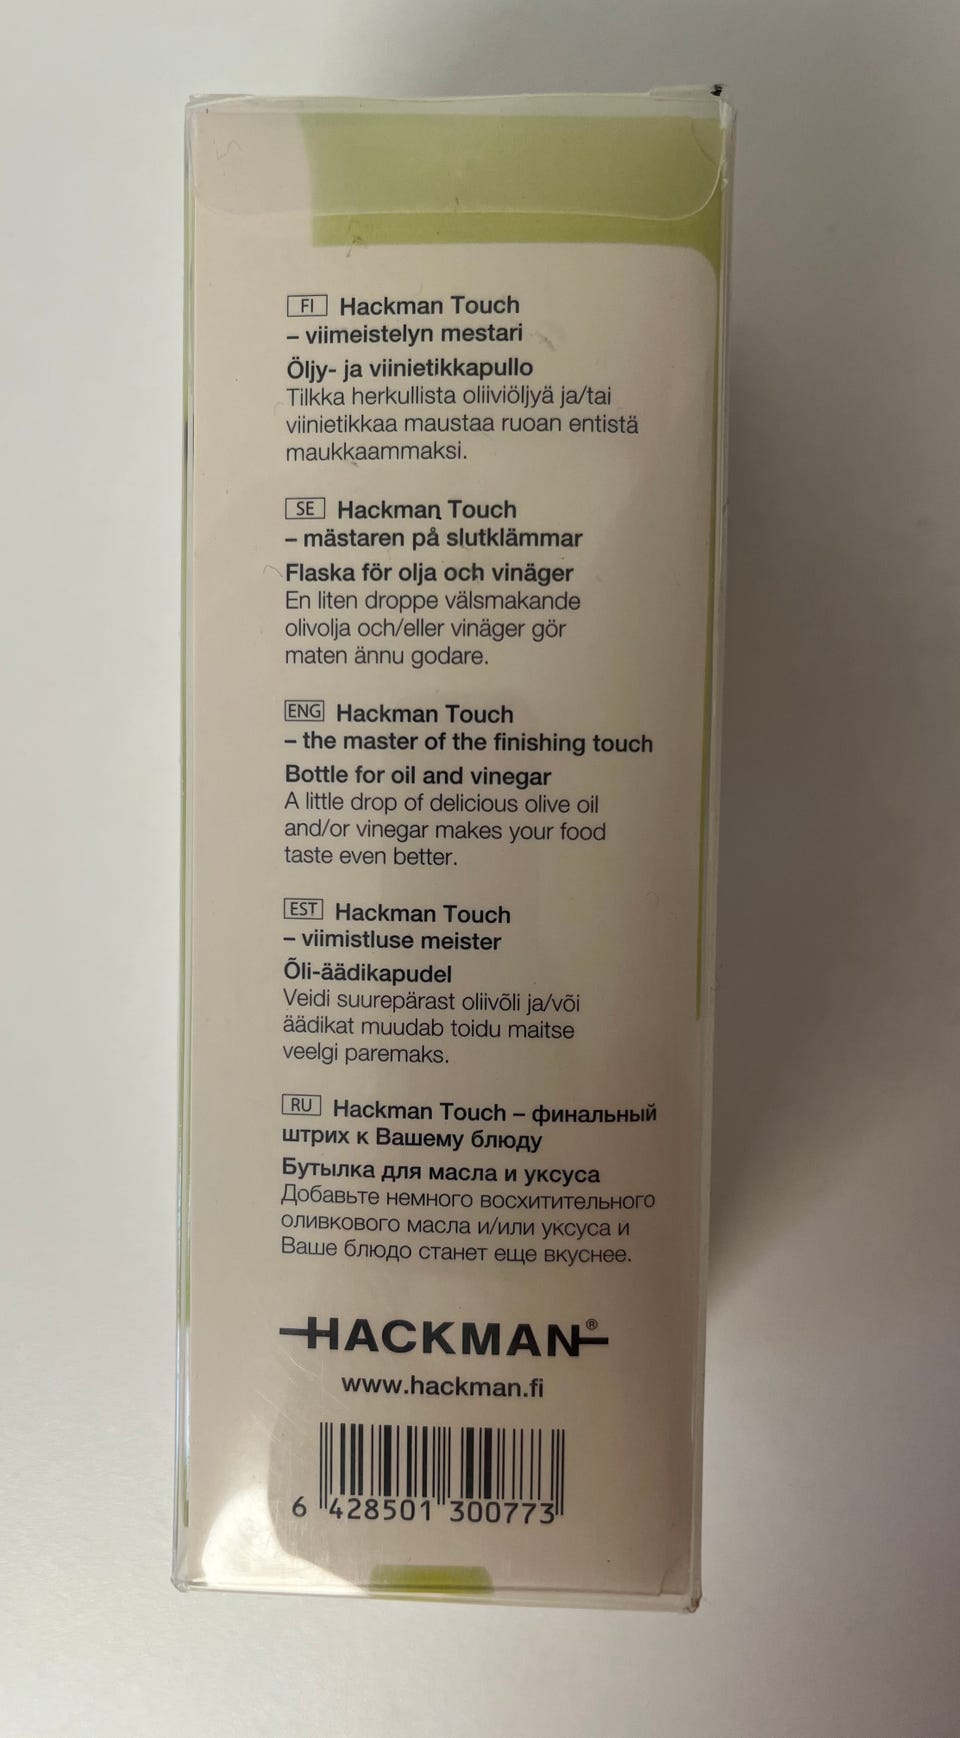 FI Hackman Touch
– viimeistelyn mestari
Öljy- ja viinietikkapullo
Tilkka herkullista oliiviöljyä ja/tai
viinietikkaa maustaa ruoan entistä
maukkaammaksi.
SE Hackman Touch
– mästaren på slutklämmar
Flaska för olja och vinäger
En liten droppe välsmakande
olivolja och/eller vinäger gör
maten ännu godare.
ENG Hackman Touch
– the master of the finishing touch
Bottle for oil and vinegar
A little drop of delicious olive oil
and/or vinegar makes your food
taste even better.
EST Hackman Touch
– viimistluse meister
Õli-äädikapudel
Veidi suurepärast oliivõli ja/või
äädikat muudab toidu maitse
veelgi paremaks.
RU Hackman Touch – финальный
штрих к Вашему блюду
Бутылка для масла и уксуса
Добавьте немного восхитительного
оливкового масла и/или уксуса и
Ваше блюдо станет еще вкуснее.
HACKMAN®
www.hackman.fi
6 428501 300773